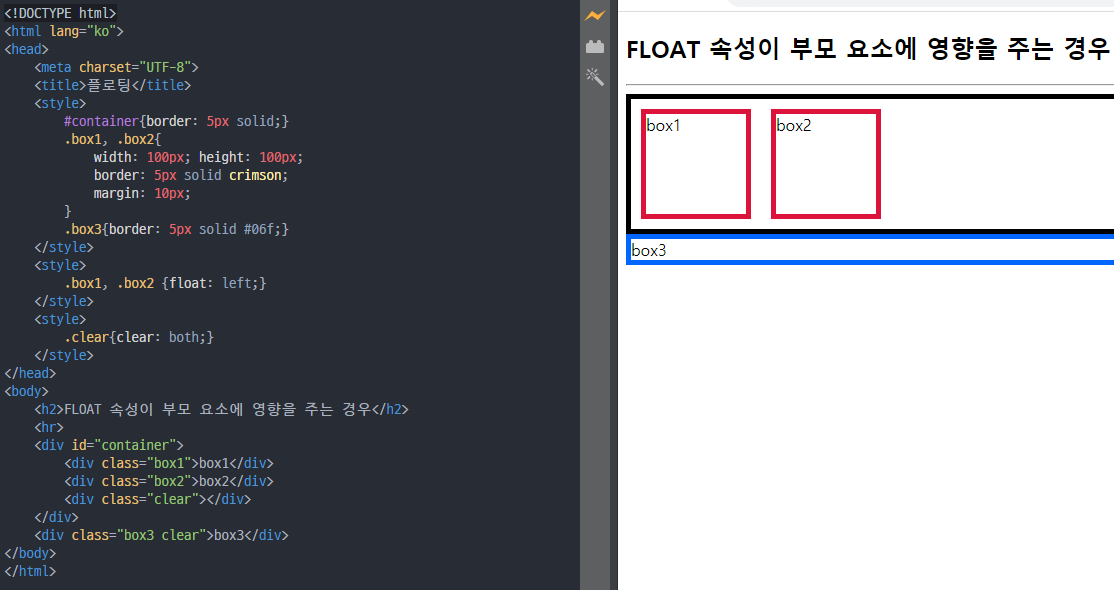 <!DOCTYPE html>
<html lang="ko">
<head>
    <meta charset="UTF-8">
    <title>플로팅</title>
    <style>
        #container{border: 5px solid;}
        .box1, .box2{
            width: 100px; height: 100px;
            border: 5px solid crimson;
            margin: 10px;
        }
        .box3{border: 5px solid #06f;}
    </style>
    <style>
        .box1, .box2 {float: left;}
    </style>
    <style>
        .clear{clear: both;}
    </style>
</head>
<body>
    <h2>FLOAT 속성이 부모 요소에 영향을 주는 경우</h2>
    <hr>
    <div id="container">
        <div class="box1">box1</div>
        <div class="box2">box2</div>
        <div class="clear"></div>
    </div>
    <div class="box3 clear">box3</div>
</body>
</html>
FLOAT 속성이 부모 요소에 영향을 주는 경우
box1 box2
box3